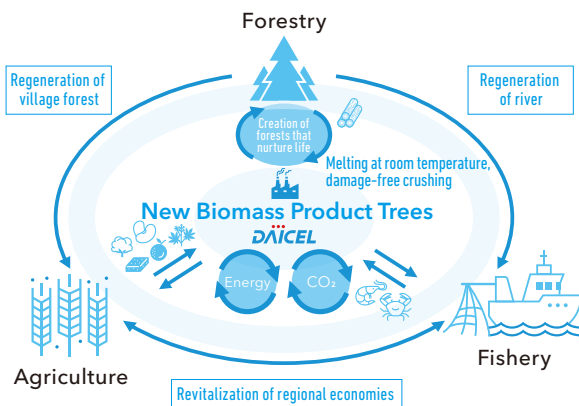 Forestry
Regeneration of
village forest
Regeneration
of river
Creation of
forests that
nurture life
Melting at room temperature,
damage-free crushing
New Biomass Product Trees
DAICEL
Energy
CO₂
Agriculture
Fishery
Revitalization of regional economies